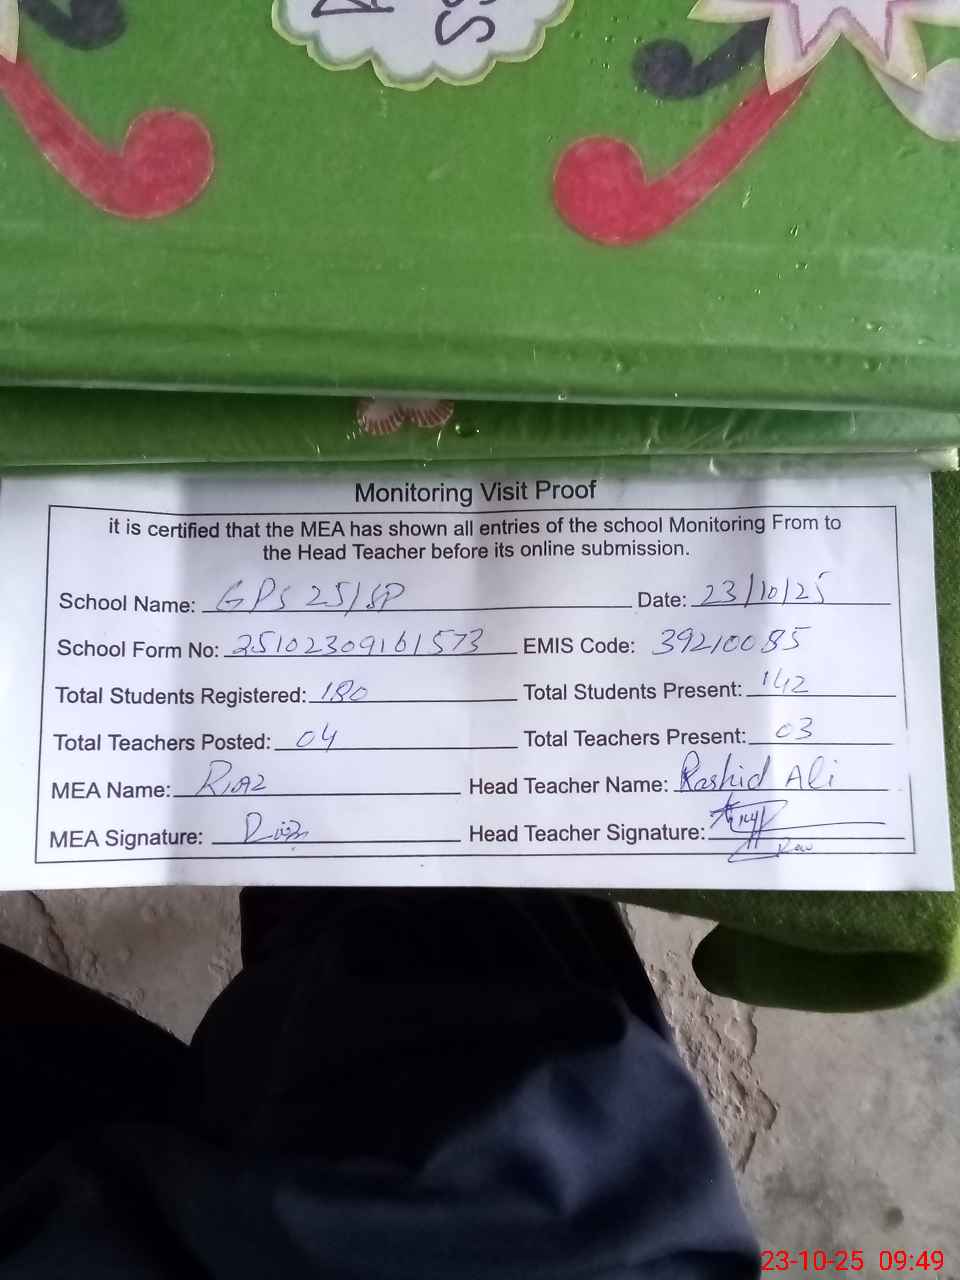 SS
Monitoring Visit Proof
it is certified that the MEA has shown all entries of the school Monitoring From to
the Head Teacher before its online submission.
School Name: GPS 25/SP Date: 23/10/25
School Form No: 25102309161573 EMIS Code: 39210085
Total Students Registered: 180 Total Students Present: 142
Total Teachers Posted: 04 Total Teachers Present: 03
MEA Name: Riaz Head Teacher Name: Rashid Ali
MEA Signature: Riaz Head Teacher Signature:
23-10-25 09:49